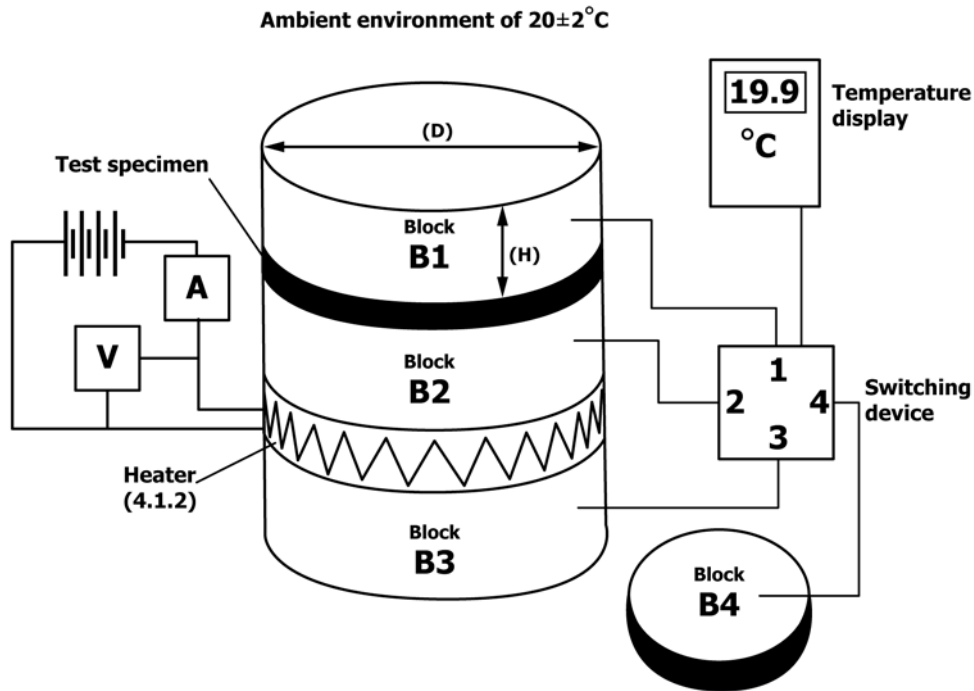 Ambient environment of 20±2°C
19.9
°C
Temperature
display
(D)
Test specimen
Block
B1
(H)
A
V
Block
B2
1
2
4
3
Switching
device
Heater
(4.1.2)
Block
B3
Block
B4